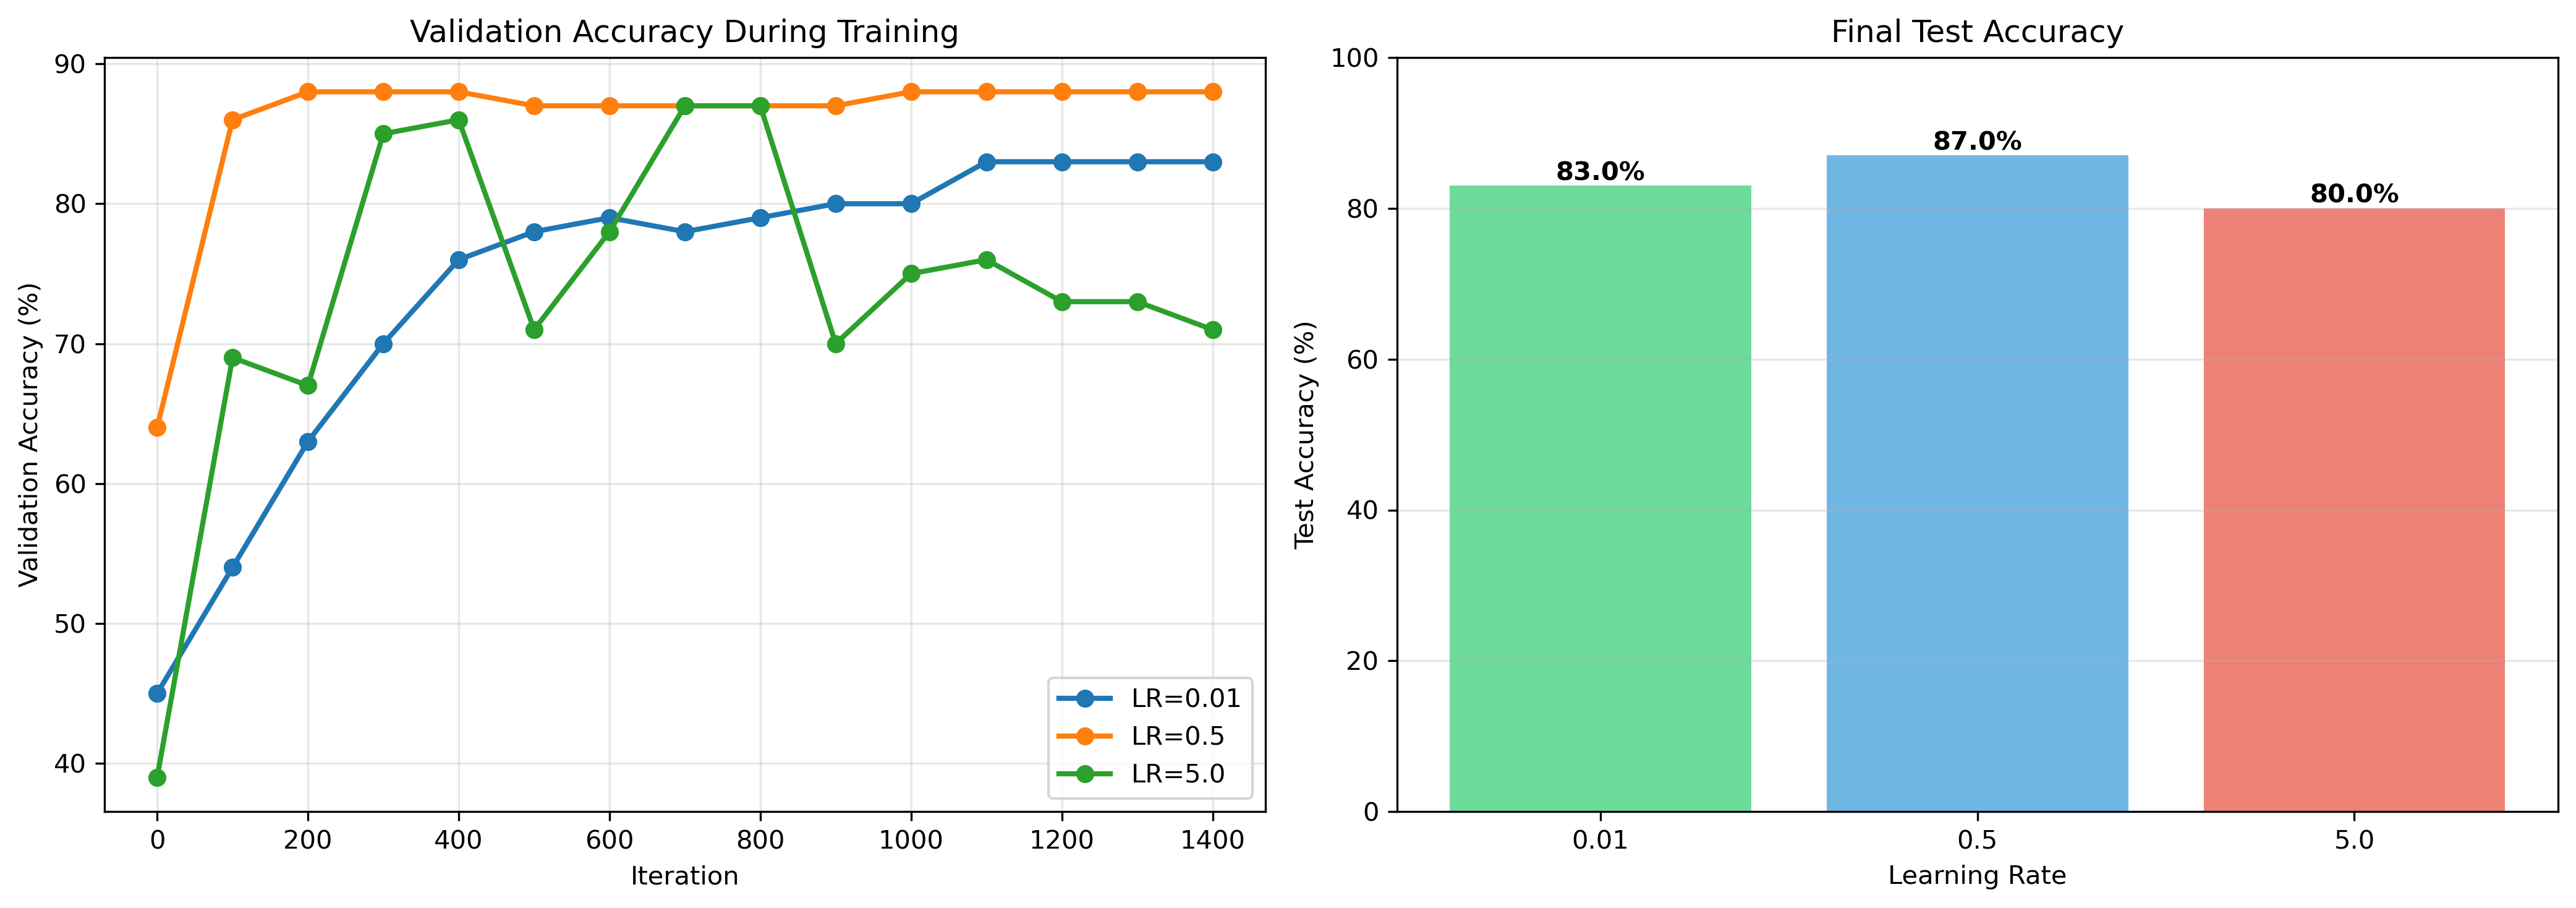 Validation Accuracy During Training
Validation Accuracy (%)
90
80
70
60
50
40
0 200 400 600 800 1000 1200 1400
Iteration
LR=0.01
LR=0.5
LR=5.0
Final Test Accuracy
Test Accuracy (%)
100
80
60
40
20
0
83.0%
87.0%
80.0%
0.01 0.5 5.0
Learning Rate